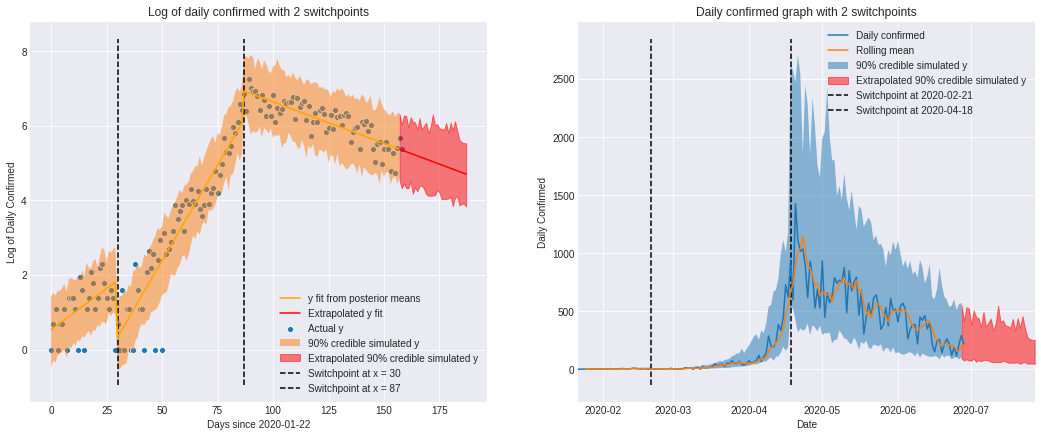 Log of daily confirmed with 2 switchpoints
Log of Daily Confirmed
8
6
4
2
0
y fit from posterior means
Extrapolated y fit
Actual y
90% credible simulated y
Extrapolated 90% credible simulated y
Switchpoint at x = 30
Switchpoint at x = 87
0 25 50 75 100 125 150 175
Days since 2020-01-22
Daily confirmed graph with 2 switchpoints
Daily Confirmed
2500
2000
1500
1000
500
0
Daily confirmed
Rolling mean
90% credible simulated y
Extrapolated 90% credible simulated y
Switchpoint at 2020-02-21
Switchpoint at 2020-04-18
2020-02 2020-03 2020-04 2020-05 2020-06 2020-07
Date